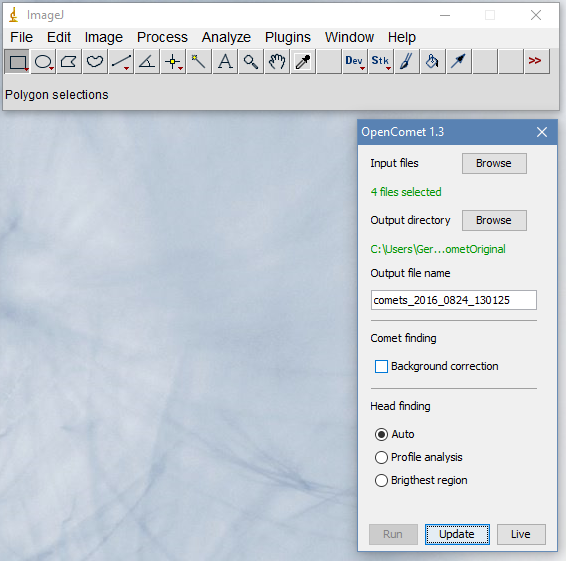 ImageJ
File Edit Image Process Analyze Plugins Window Help
A Dev Stk >>
Polygon selections
OpenComet 1.3
Input files Browse
4 files selected
Output directory Browse
C:\Users\Ger...ometOriginal
Output file name
comets_2016_0824_130125
Comet finding
Background correction
Head finding
Auto
Profile analysis
Brigthest region
Run Update Live